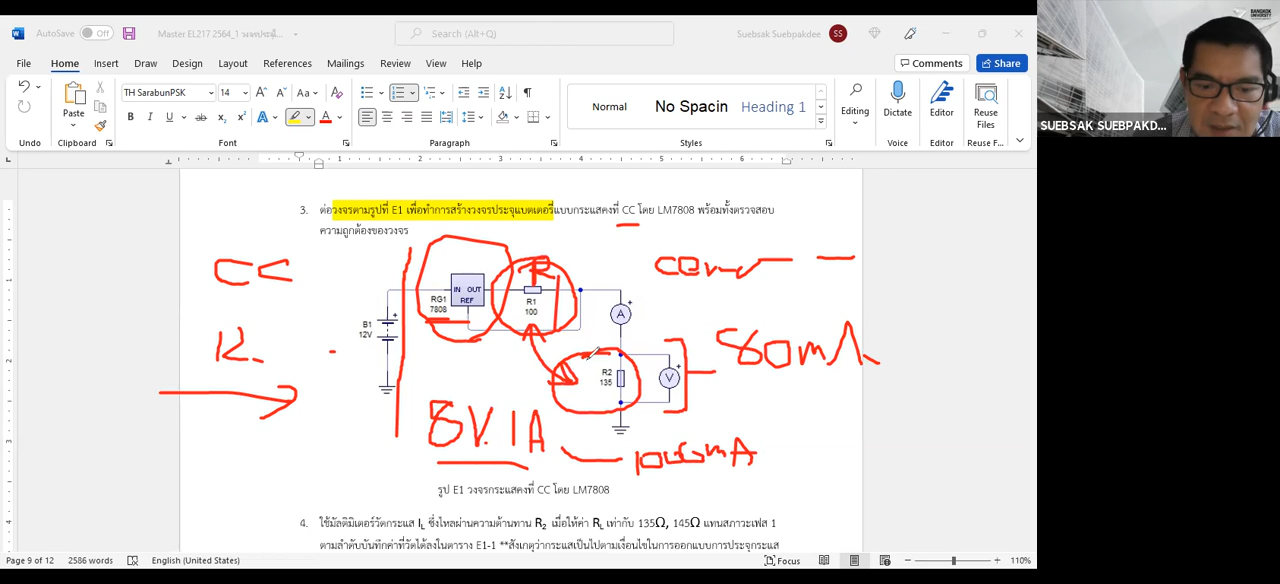 AutoSave Off Master EL217 2564_1 Search (Alt+Q) Suebsak Suebpakdee SS
BANGKOK UNIVERSITY
File Home Insert Draw Design Layout References Mailings Review View Help Comments Share
TH SarabunPSK 14 Normal No Spacin Heading 1
Paste Editing Dictate Editor Reuse Files
Undo Clipboard Font Paragraph Styles Voice Editor Reuse F...
SUEBSAK SUEBPAKD...
3. ต่อวงจรตามรูปที่ E1 เพื่อทำการสร้างวงจรประจุแบตเตอรี่แบบกระแสคงที่ CC โดย LM7808 พร้อมทั้งตรวจสอบ
ความถูกต้องของวงจร
CC
R
IN OUT
REF
RG1
7808
R1
100
A
B1
12V
80mA
R2
135
V
8V. 1A
รูป E1 วงจรกระแสคงที่ CC โดย LM7808
4. ใช้มัลติมิเตอร์วัดกระแส IL ซึ่งไหลผ่านความต้านทาน R2 เมื่อให้ค่า RL เท่ากับ 135Ω, 145Ω แทนสภาวะเฟส 1
ตามลำดับบันทึกค่าที่วัดได้ลงในตาราง E1-1 **สังเกตุว่ากระแสเป็นไปตามเงื่อนไขในการออกแบบการประจุกระแส
Page 9 of 12 2586 words English (United States) Focus 110%